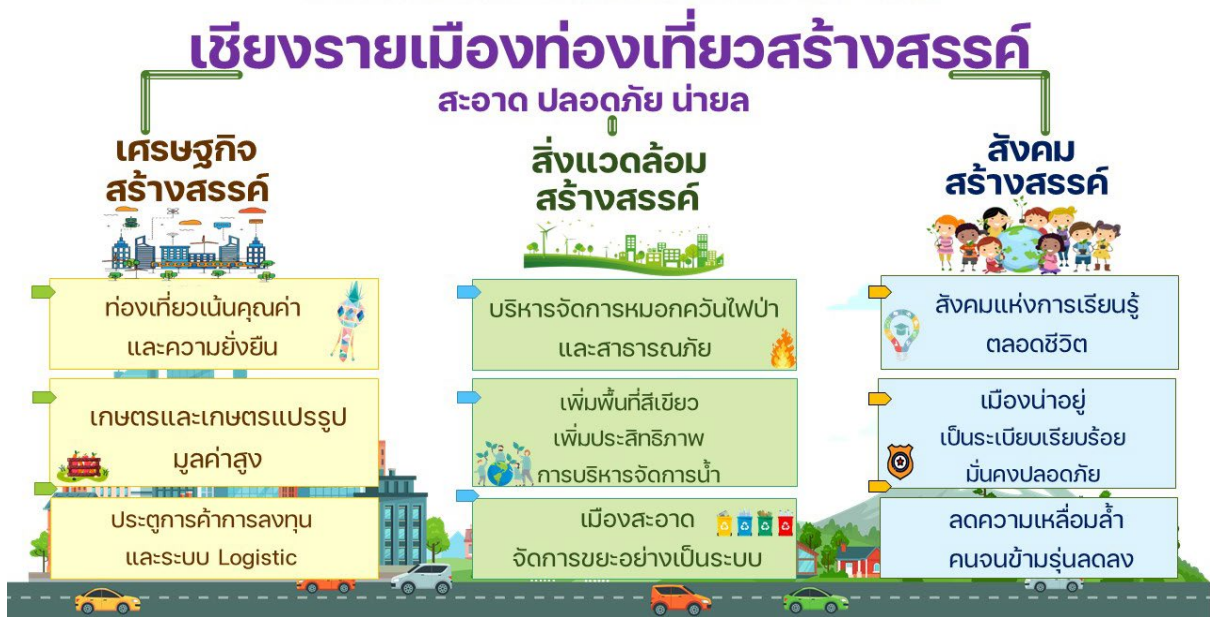 เชียงรายเมืองท่องเที่ยวสร้างสรรค์
สะอาด ปลอดภัย น่ายล
เศรษฐกิจ
สร้างสรรค์
ท่องเที่ยวเน้นคุณค่า
และความยั่งยืน
เกษตรและเกษตรแปรรูป
มูลค่าสูง
ประตูการค้าการลงทุน
และระบบ Logistic
สิ่งแวดล้อม
สร้างสรรค์
บริหารจัดการหมอกควันไฟป่า
และสาธารณภัย
เพิ่มพื้นที่สีเขียว
เพิ่มประสิทธิภาพ
การบริหารจัดการน้ำ
เมืองสะอาด
จัดการขยะอย่างเป็นระบบ
สังคม
สร้างสรรค์
สังคมแห่งการเรียนรู้
ตลอดชีวิต
เมืองน่าอยู่
เป็นระเบียบเรียบร้อย
มั่นคงปลอดภัย
ลดความเหลื่อมล้ำ
คนจนข้ามรุ่นลดลง